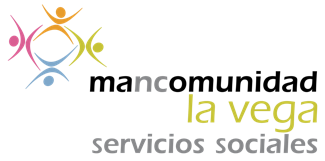 mancomunidad
la vega
servicios sociales